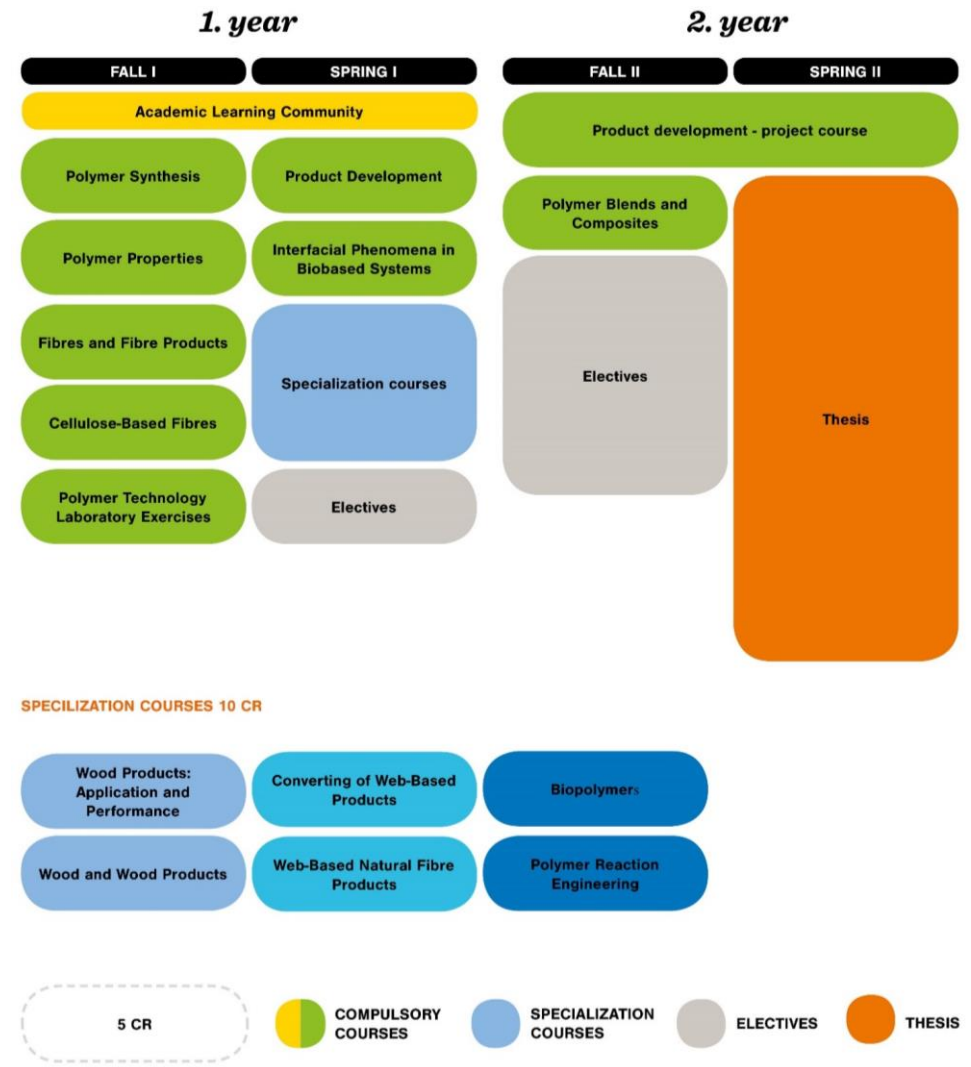 1. year
2. year
FALL I
SPRING I
FALL II
SPRING II
Academic Learning Community
Product development - project course
Polymer Synthesis
Product Development
Polymer Blends and
Composites
Polymer Properties
Interfacial Phenomena in
Biobased Systems
Fibres and Fibre Products
Specialization courses
Electives
Thesis
Cellulose-Based Fibres
Polymer Technology
Laboratory Exercises
Electives
SPECILIZATION COURSES 10 CR
Wood Products:
Application and
Performance
Converting of Web-Based
Products
Biopolymers
Wood and Wood Products
Web-Based Natural Fibre
Products
Polymer Reaction
Engineering
5 CR
COMPULSORY
COURSES
SPECIALIZATION
COURSES
ELECTIVES
THESIS